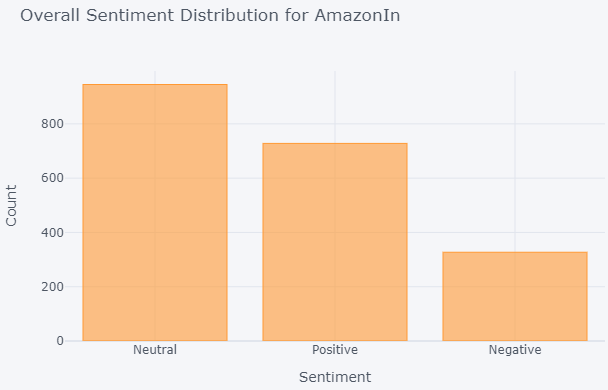 Overall Sentiment Distribution for AmazonIn
Count
800
600
400
200
0
Neutral
Positive
Negative
Sentiment